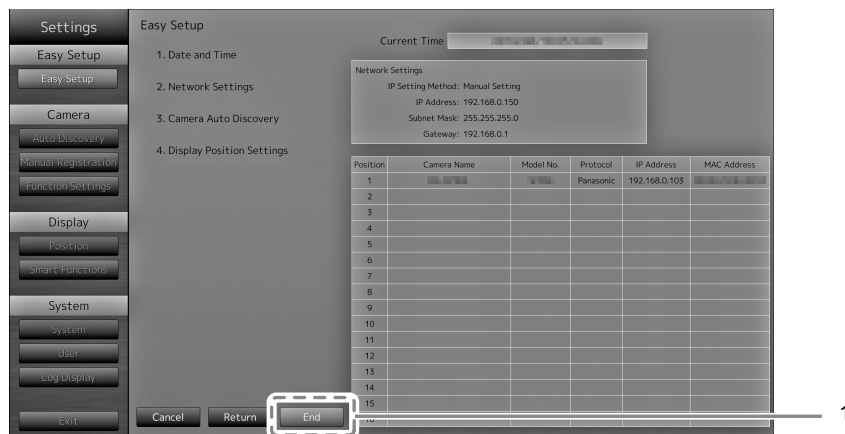 Settings
Easy Setup
Easy Setup
Camera
Auto Discovery
Manual Registration
Function Settings
Display
Position
Smart Functions
System
System
User
Log Display
Exit
Easy Setup
1. Date and Time
2. Network Settings
3. Camera Auto Discovery
4. Display Position Settings
Current Time
Network Settings
IP Setting Method: Manual Setting
IP Address: 192.168.0.150
Subnet Mask: 255.255.255.0
Gateway: 192.168.0.1
Position Camera Name Model No. Protocol IP Address MAC Address
1 Panasonic 192.168.0.103
2
3
4
5
6
7
8
9
10
11
12
13
14
15
Cancel Return End
1